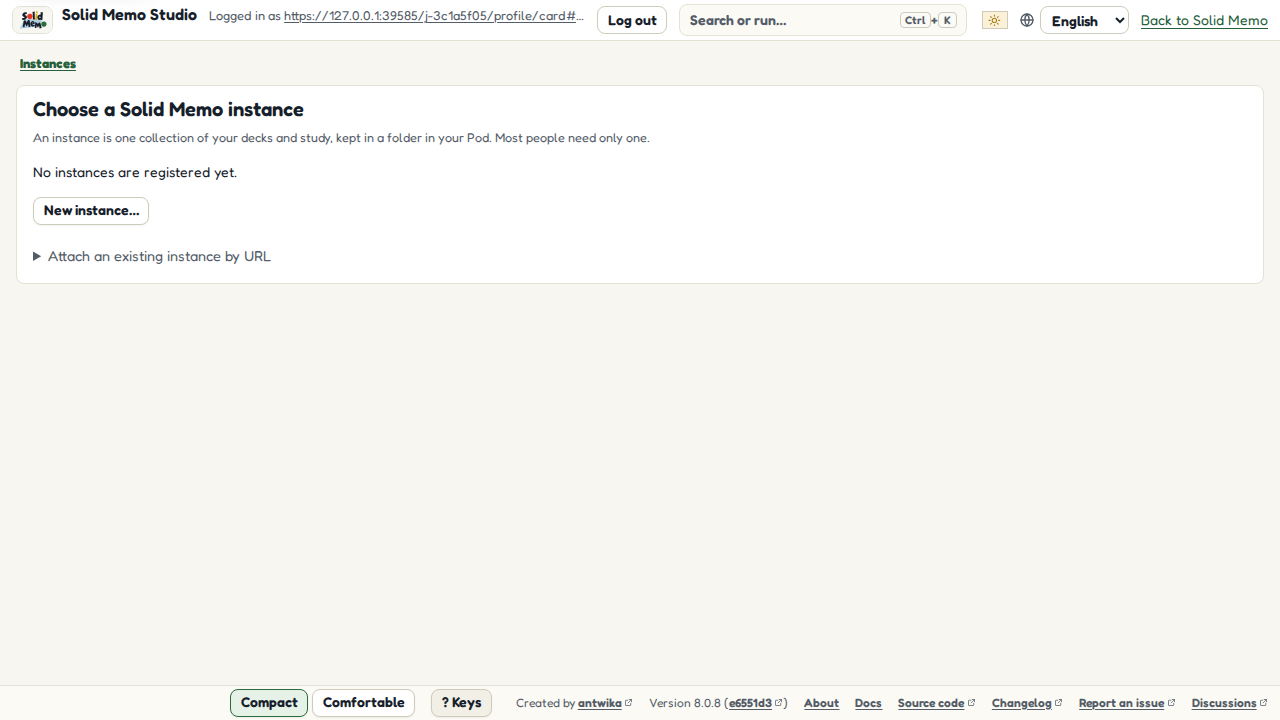 Solid Memo
Solid Memo Studio
Logged in as https://127.0.0.1:39585/j-3c1a5f05/profile/card#...
Log out
Search or run...
Ctrl+K
English
Back to Solid Memo
Instances
Choose a Solid Memo instance
An instance is one collection of your decks and study, kept in a folder in your Pod. Most people need only one.
No instances are registered yet.
New instance...
Attach an existing instance by URL
Compact
Comfortable
? Keys
Created by antwika
Version 8.0.8 (e6551d3)
About
Docs
Source code
Changelog
Report an issue
Discussions